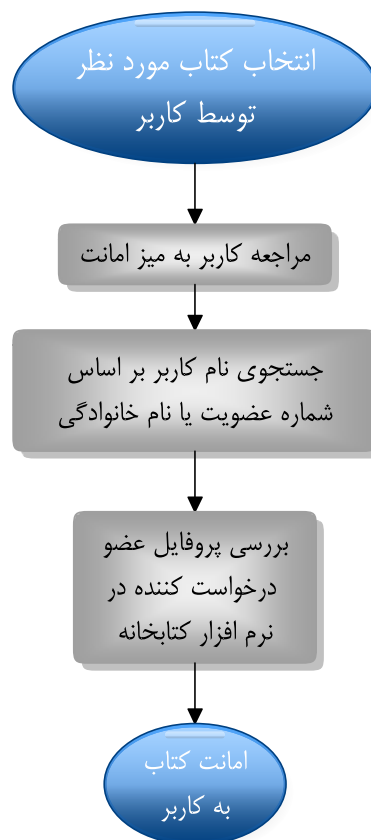 انتخاب کتاب مورد نظر
توسط کاربر
مراجعه کاربر به میز امانت
جستجوی نام کاربر بر اساس
شماره عضویت یا نام خانوادگی
بررسی پروفایل عضو
درخواست کننده در
نرم افزار کتابخانه
امانت کتاب
به کاربر